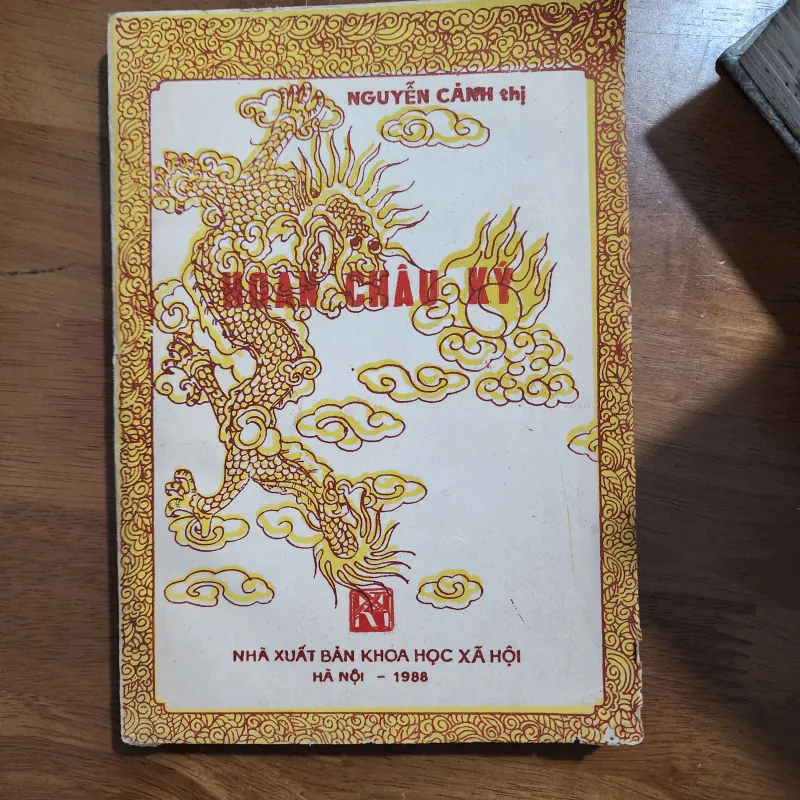 NGUYỄN CẢNH thị
HOAN CHÂU KÝ
NHÀ XUẤT BẢN KHOA HỌC XÃ HỘI
HÀ NỘI - 1988